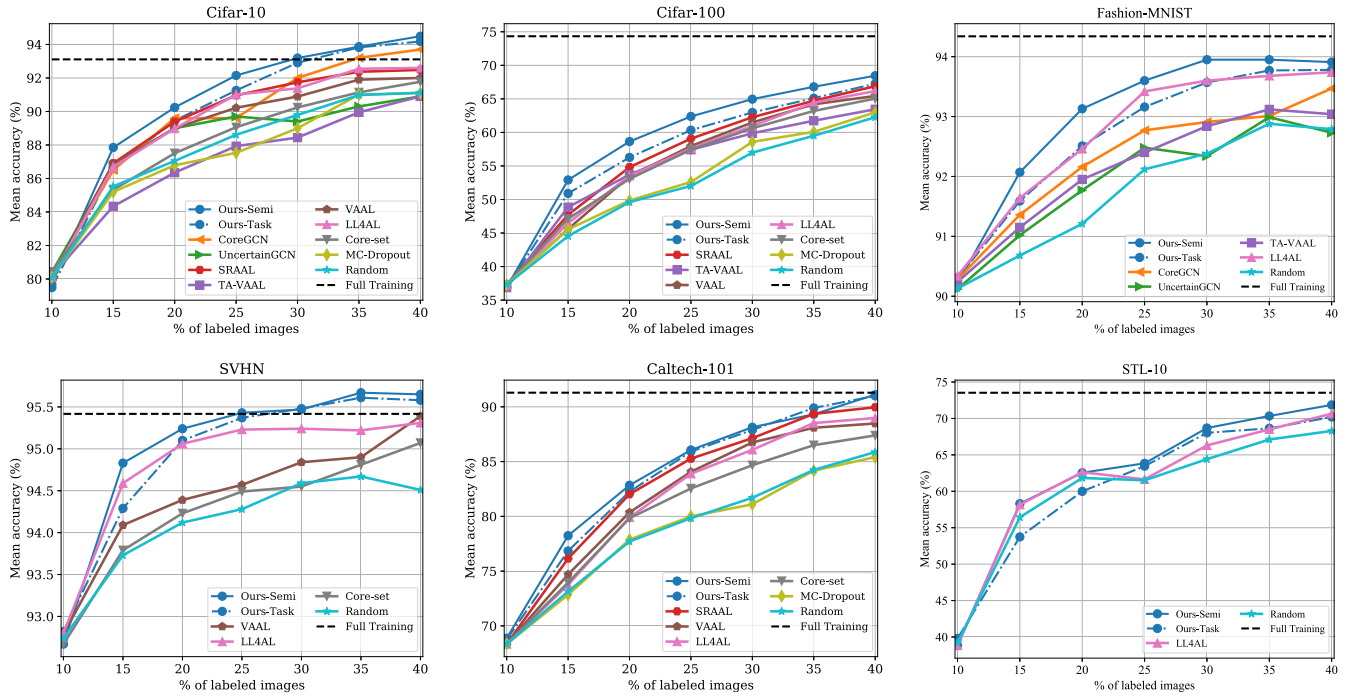 Cifar-10
Mean accuracy (%)
94
92
90
88
86
84
82
80
Ours-Semi
Ours-Task
CoreGCN
UncertainGCN
SRAAL
TA-VAAL
VAAL
LL4AL
Core-set
MC-Dropout
Random
Full Training
10 15 20 25 30 35 40
% of labeled images
Cifar-100
Mean accuracy (%)
75
70
65
60
55
50
45
40
35
Ours-Semi
Ours-Task
SRAAL
TA-VAAL
VAAL
LL4AL
Core-set
MC-Dropout
Random
Full Training
10 15 20 25 30 35 40
% of labeled images
Fashion-MNIST
Mean accuracy (%)
94
93
92
91
90
Ours-Semi
Ours-Task
CoreGCN
UncertainGCN
TA-VAAL
LL4AL
Random
Full Training
10 15 20 25 30 35 40
% of labeled images
SVHN
Mean accuracy (%)
95.5
95.0
94.5
94.0
93.5
93.0
Ours-Semi
Ours-Task
VAAL
LL4AL
Core-set
Random
Full Training
10 15 20 25 30 35 40
% of labeled images
Caltech-101
Mean accuracy (%)
90
85
80
75
70
Ours-Semi
Ours-Task
SRAAL
VAAL
LL4AL
Core-set
MC-Dropout
Random
Full Training
10 15 20 25 30 35 40
% of labeled images
STL-10
Mean accuracy (%)
75
70
65
60
55
50
45
40
Ours-Semi
Ours-Task
LL4AL
Random
Full Training
10 15 20 25 30 35 40
% of labeled images